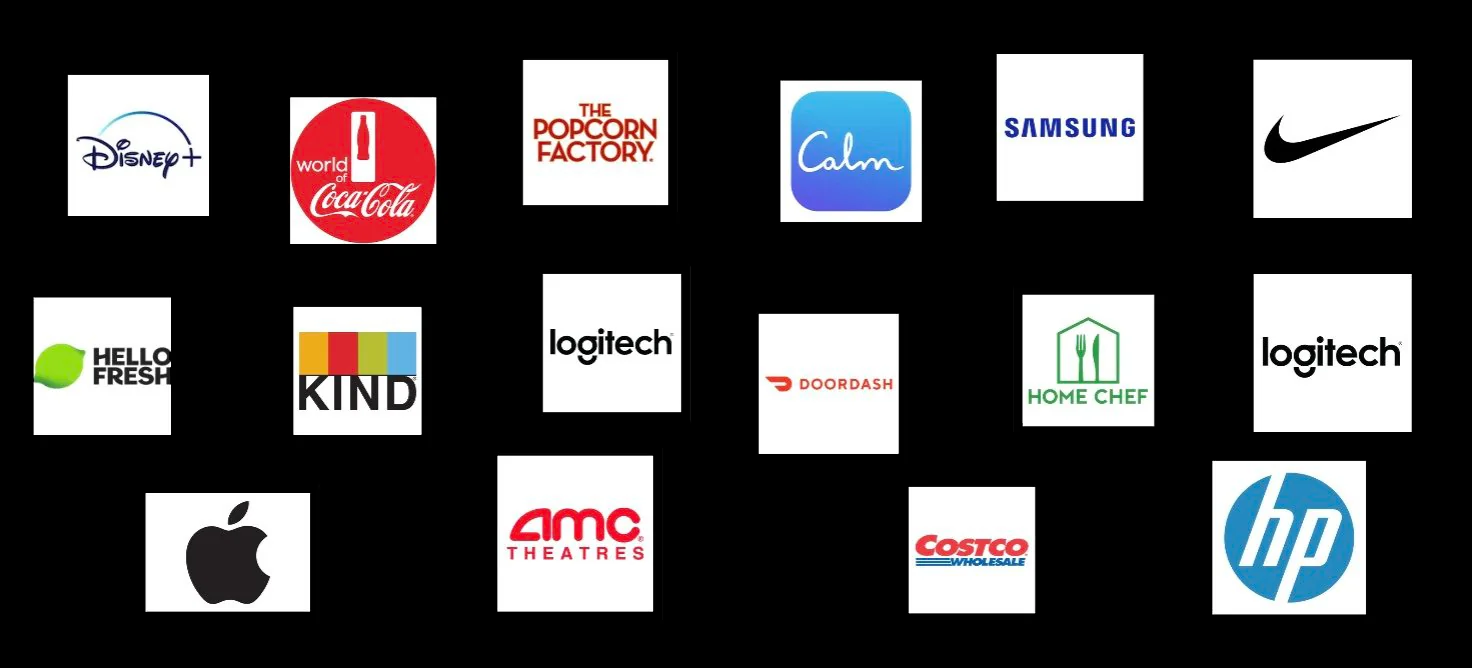 Disney+
world
of
Coca-Cola
THE
POPCORN
FACTORY.
Calm
SAMSUNG
HELLO
FRESH
KIND
logitech
DOORDASH
HOME CHEF
logitech
amc
THEATRES
COSTCO
WHOLESALE
hp